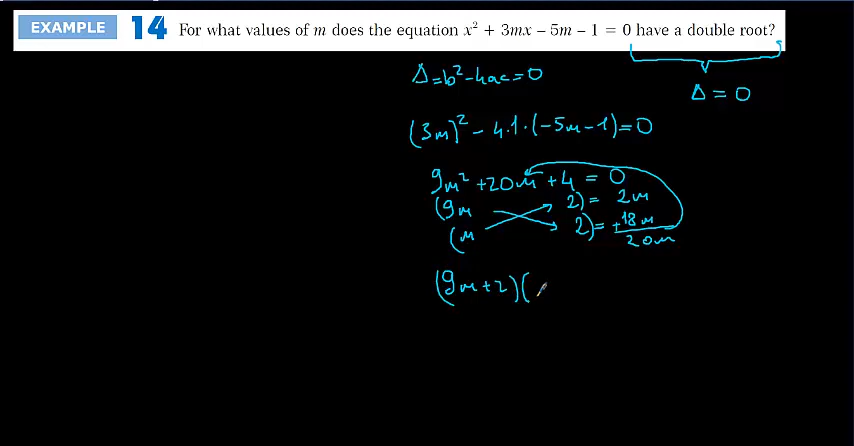 EXAMPLE 14 For what values of m does the equation x² + 3mx − 5m − 1 = 0 have a double root?
Δ=b²-4ac=0
Δ = 0
(3m)² - 4.1.(-5m-1)=0
9m² +20m +4 = 0
(9m 2)= 2m
(m 2)= +18m
20m
(9m+2)(